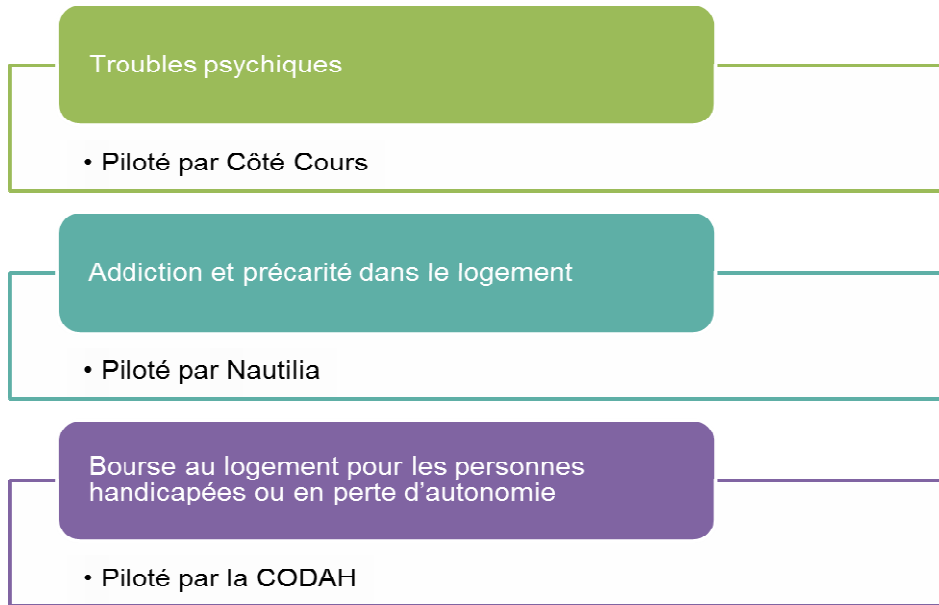 Troubles psychiques
• Piloté par Côté Cours
Addiction et précarité dans le logement
• Piloté par Nautilia
Bourse au logement pour les personnes
handicapées ou en perte d'autonomie
• Piloté par la CODAH